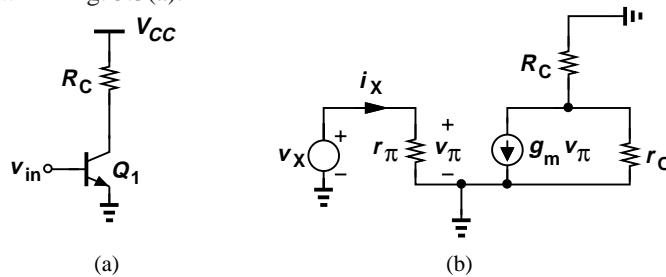 V_CC
R_C
v_in
Q_1
(a)
R_C
i_X
v_X
+
−
r_π
+
v_π
−
g_m v_π
r_O
(b)